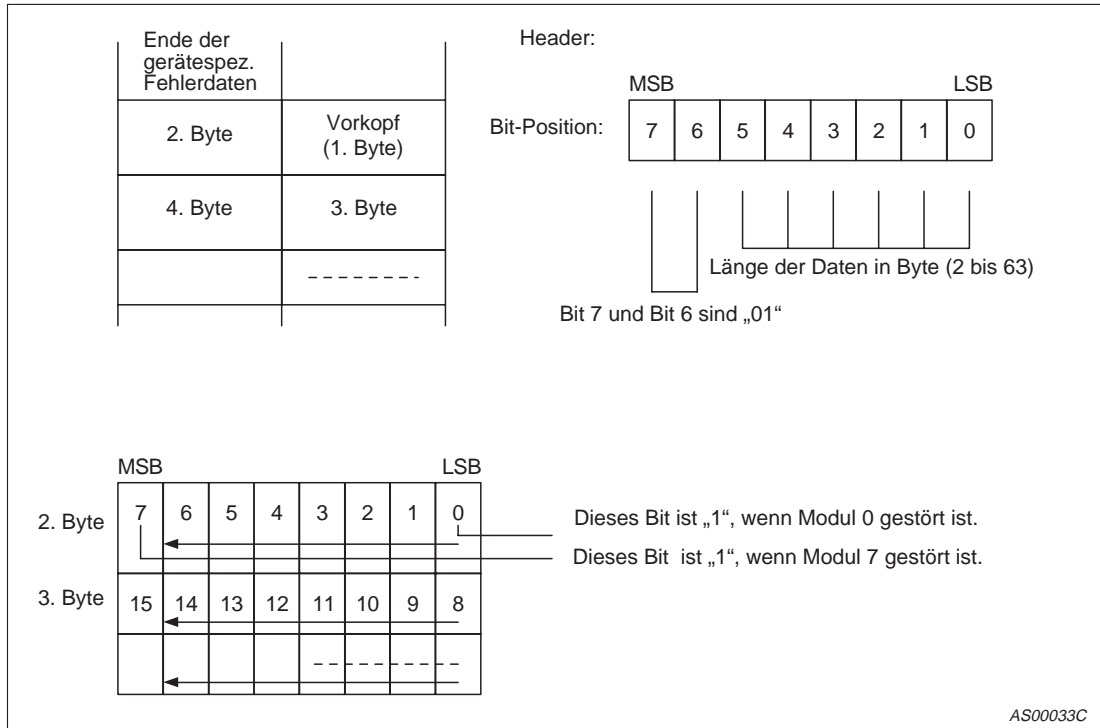 Ende der
gerätespez.
Fehlerdaten
2. Byte
Vorkopf
(1. Byte)
4. Byte
3. Byte
Header:
MSB LSB
Bit-Position: 7 6 5 4 3 2 1 0
Länge der Daten in Byte (2 bis 63)
Bit 7 und Bit 6 sind „01“
MSB LSB
2. Byte 7 6 5 4 3 2 1 0
Dieses Bit ist „1“, wenn Modul 0 gestört ist.
Dieses Bit ist „1“, wenn Modul 7 gestört ist.
3. Byte 15 14 13 12 11 10 9 8
AS00033C